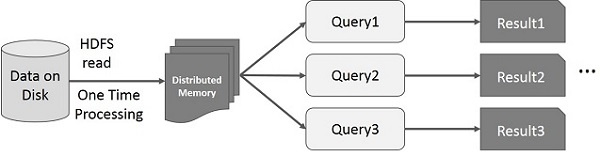 HDFS
read
Data on
Disk
One Time
Processing
Distributed
Memory
Query1
Result1
Query2
Result2
...
Query3
Result3